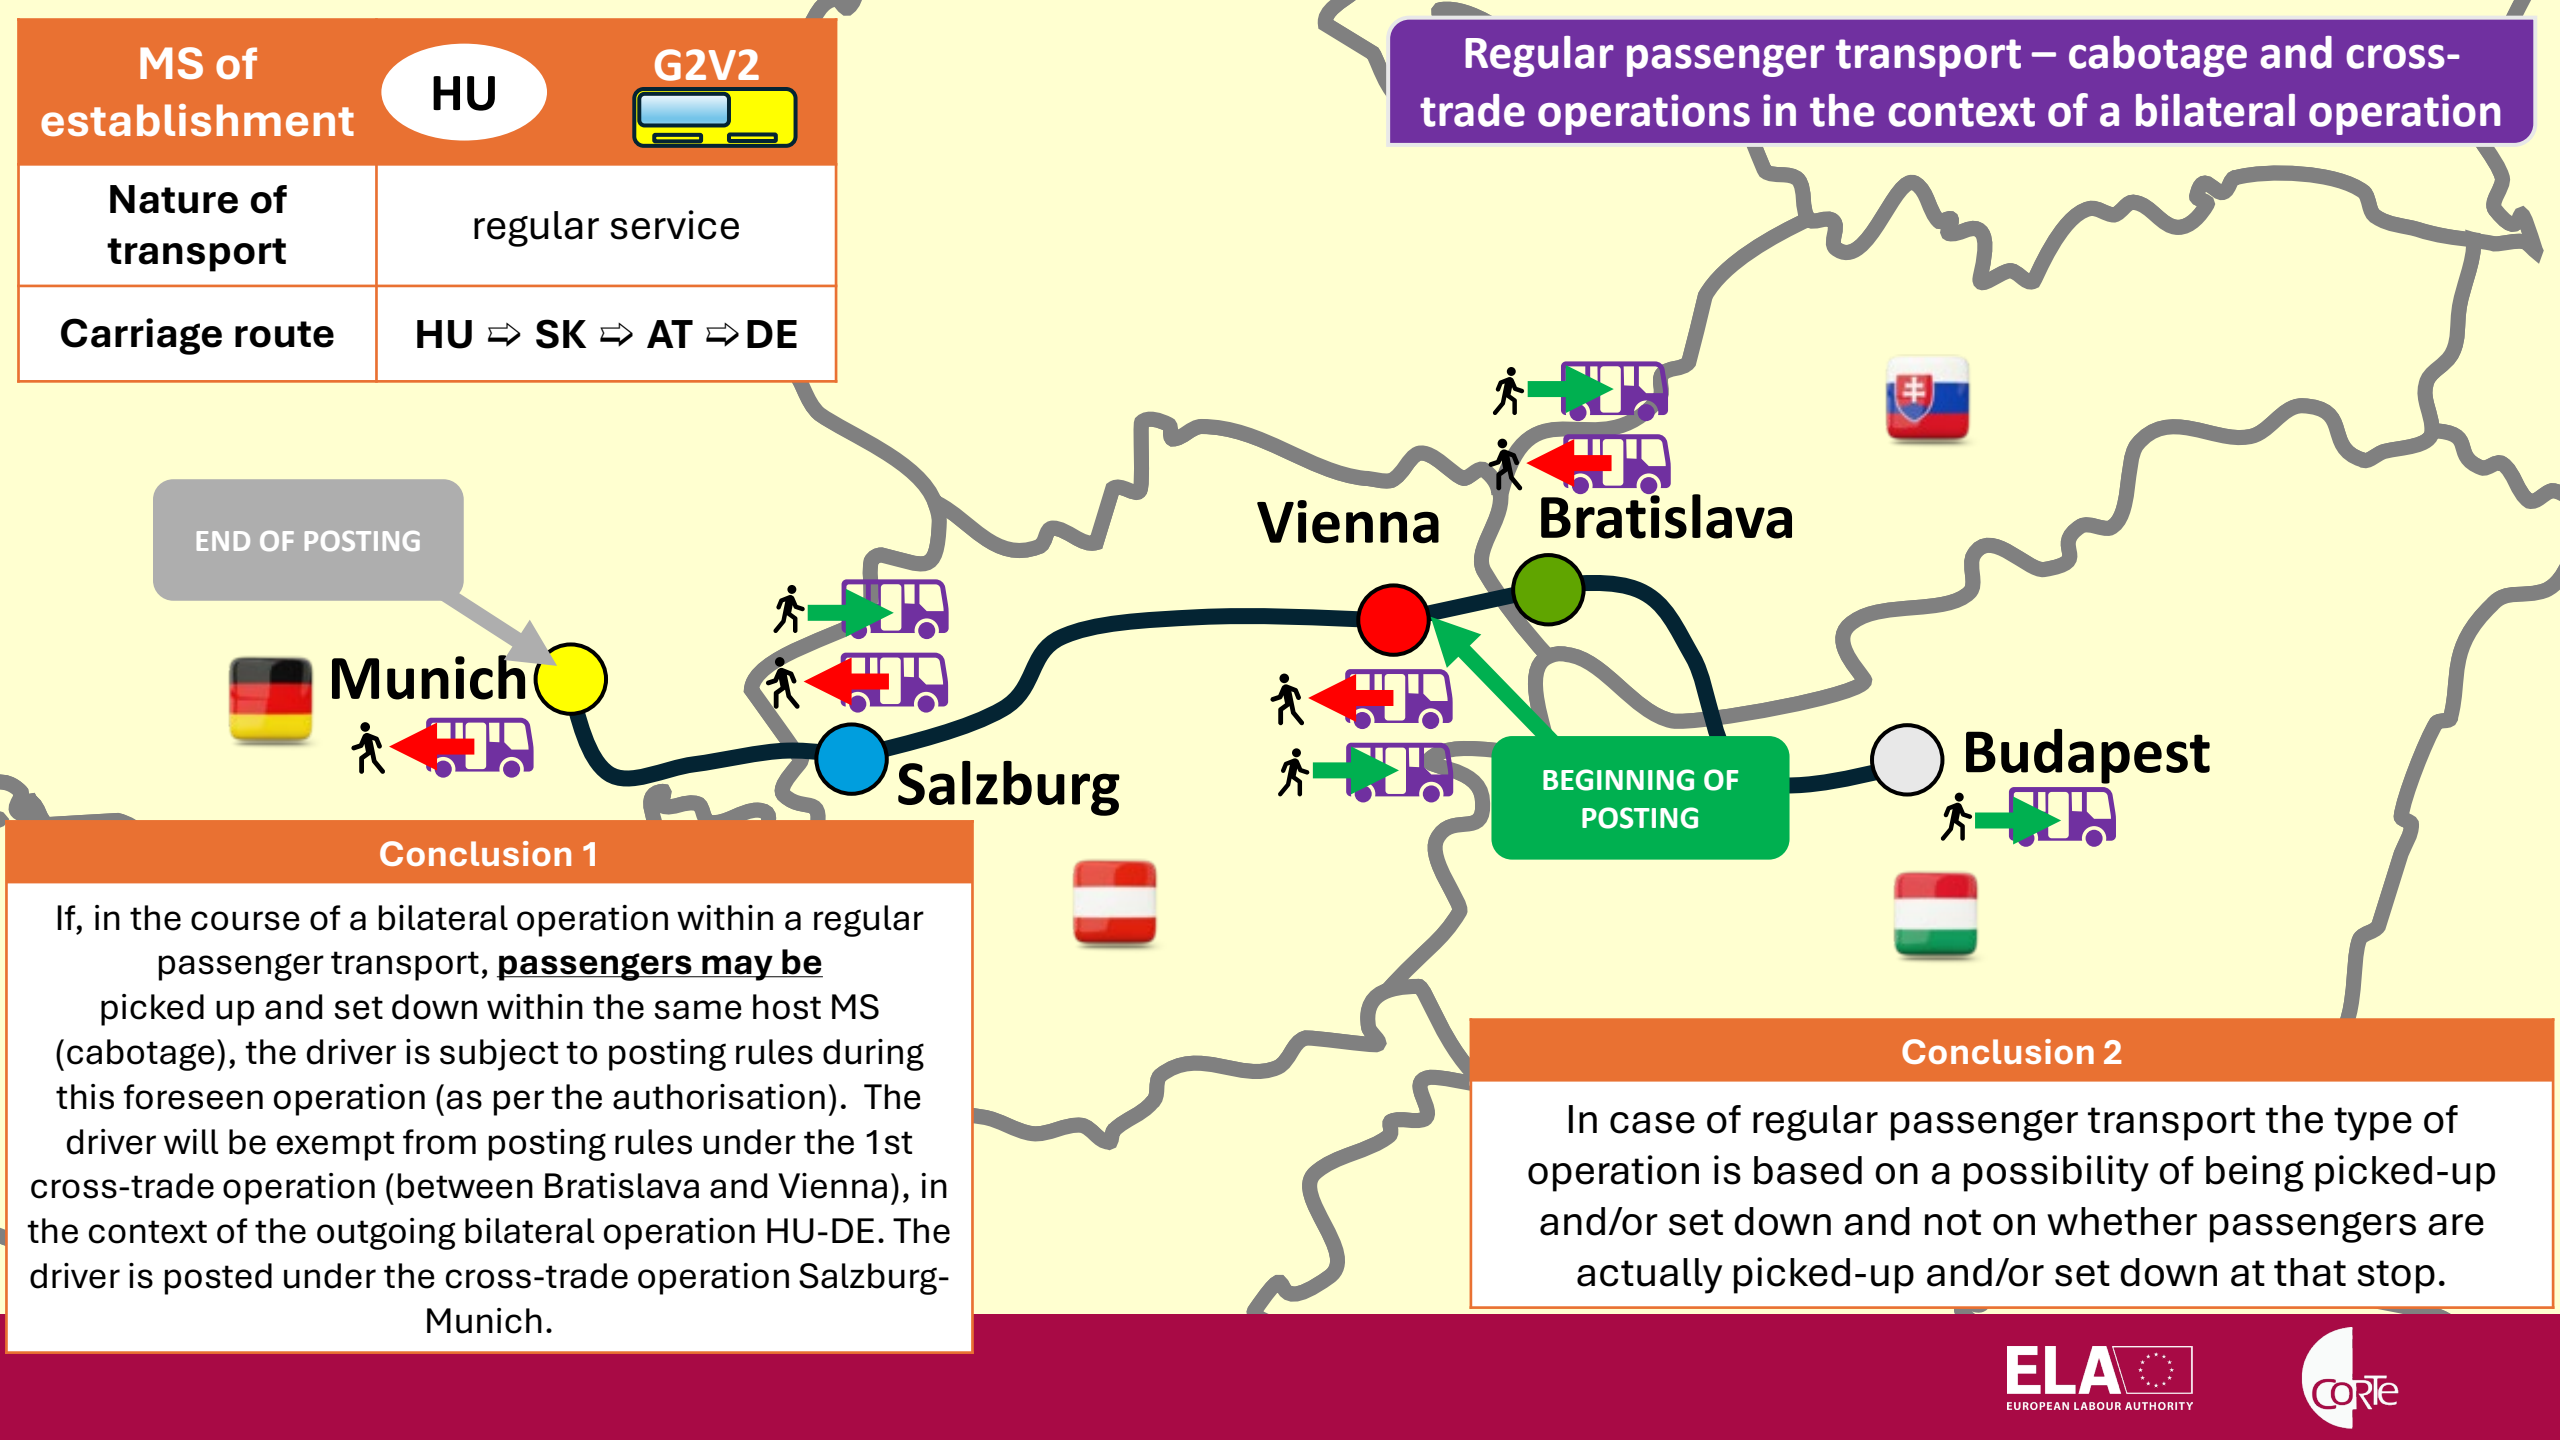 MS of
establishment
HU
G2V2
Nature of
transport
regular service
Carriage route
HU ⇨ SK ⇨ AT ⇨DE
Regular passenger transport – cabotage and cross-
trade operations in the context of a bilateral operation
END OF POSTING
Vienna
Bratislava
Munich
Salzburg
Budapest
BEGINNING OF
POSTING
Conclusion 1
If, in the course of a bilateral operation within a regular
passenger transport, passengers may be
picked up and set down within the same host MS
(cabotage), the driver is subject to posting rules during
this foreseen operation (as per the authorisation).  The
driver will be exempt from posting rules under the 1st
cross-trade operation (between Bratislava and Vienna), in
the context of the outgoing bilateral operation HU-DE. The
driver is posted under the cross-trade operation Salzburg-
Munich.
Conclusion 2
In case of regular passenger transport the type of
operation is based on a possibility of being picked-up
and/or set down and not on whether passengers are
actually picked-up and/or set down at that stop.
ELA
EUROPEAN LABOUR AUTHORITY
CORTe